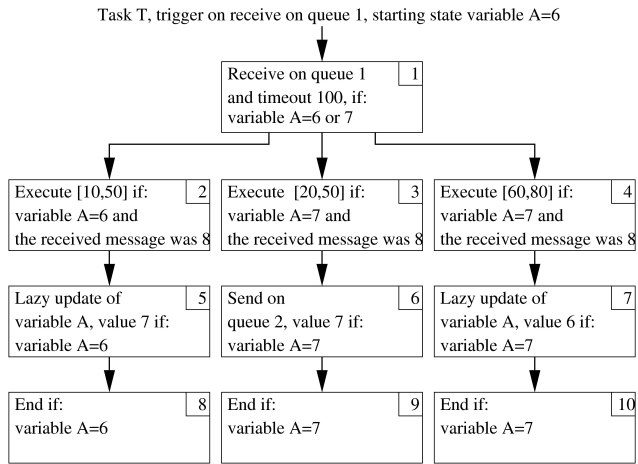 Task T, trigger on receive on queue 1, starting state variable A=6
Receive on queue 1
1
and timeout 100, if:
variable A=6 or 7
Execute [10,50] if:
2
variable A=6 and
the received message was 8
Execute [20,50] if:
3
variable A=7 and
the received message was 8
Execute [60,80] if:
4
variable A=7 and
the received message was 8
Lazy update of
5
variable A, value 7 if:
variable A=6
Send on
6
queue 2, value 7 if:
variable A=7
Lazy update of
7
variable A, value 6 if:
variable A=7
End if:
8
variable A=6
End if:
9
variable A=7
End if:
10
variable A=7